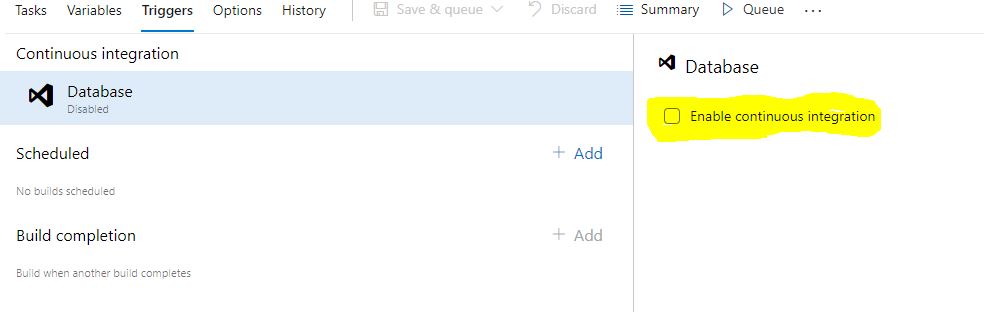 Tasks Variables Triggers Options History Save & queue Discard Summary Queue ...
Continuous integration
Database
Disabled
Scheduled + Add
No builds scheduled
Build completion + Add
Build when another build completes
Database
Enable continuous integration